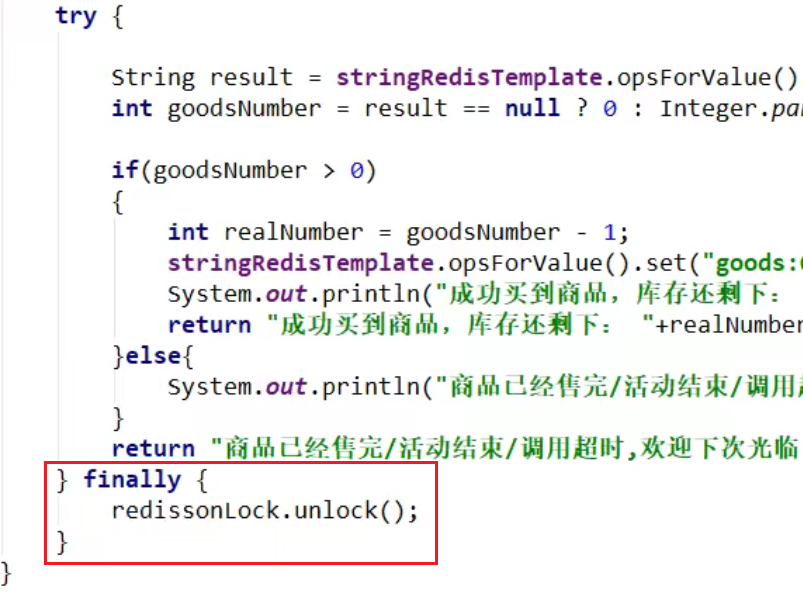 try {
String result = stringRedisTemplate.opsForValue()
int goodsNumber = result == null ? 0 : Integer.
if(goodsNumber > 0)
{
int realNumber = goodsNumber - 1;
stringRedisTemplate.opsForValue().set("goods:
System.out.println("成功买到商品，库存还剩下：
return "成功买到商品，库存还剩下： "+realNumber
}else{
System.out.println("商品已经售完/活动结束/调用
}
return "商品已经售完/活动结束/调用超时,欢迎下次光临
} finally {
redissonLock.unlock();
}
}